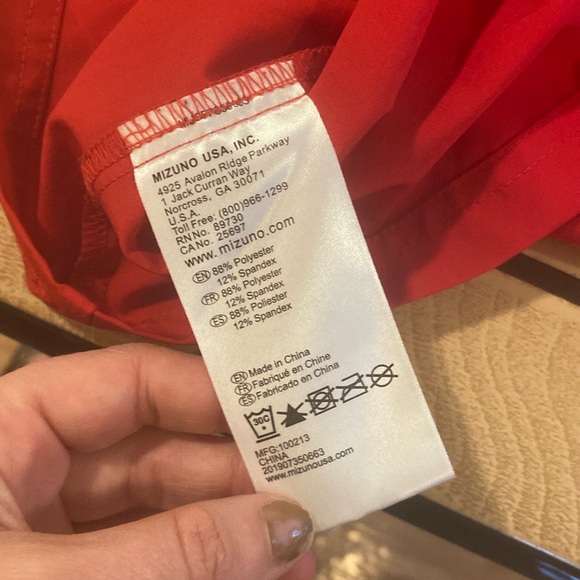 MIZUNO USA, INC.
4925 Avalon Ridge Parkway
1 Jack Curran Way
Norcross, GA 30071
U.S.A.
Toll Free: (800)966-1299
RN No. 89730
CA No. 25697
www.mizuno.com
EN 88% Polyester
12% Spandex
FR 88% Polyester
12% Spandex
ES 88% Poliester
12% Spandex
EN Made in China
FR Fabriqué en Chine
ES Fabricado en China
30C
MFG:100213
CHINA
201907350663
www.mizunousa.com